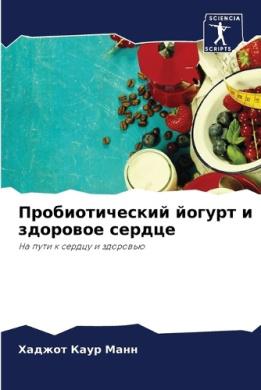 SCIENCIA
SCRIPTS
Пробиотический йогурт и
здоровое сердце
На пути к сердцу и здоровью
Хаджот Каур Манн